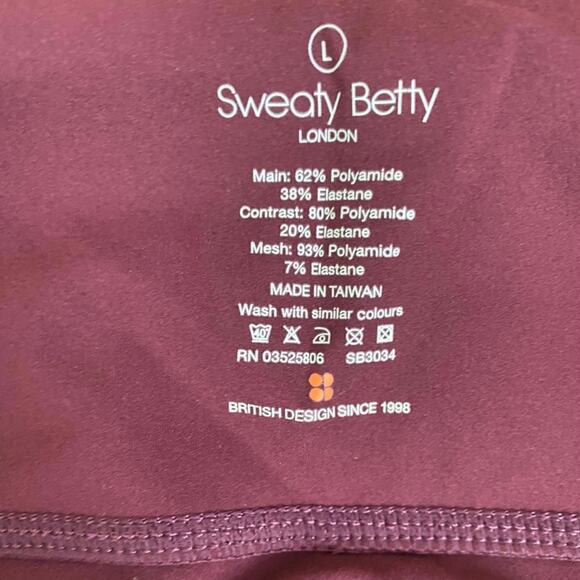 L
Sweaty Betty
LONDON
Main: 62% Polyamide
38% Elastane
Contrast: 80% Polyamide
20% Elastane
Mesh: 93% Polyamide
7% Elastane
MADE IN TAIWAN
Wash with similar colours
40
RN 03525806 SB3034
BRITISH DESIGN SINCE 1998